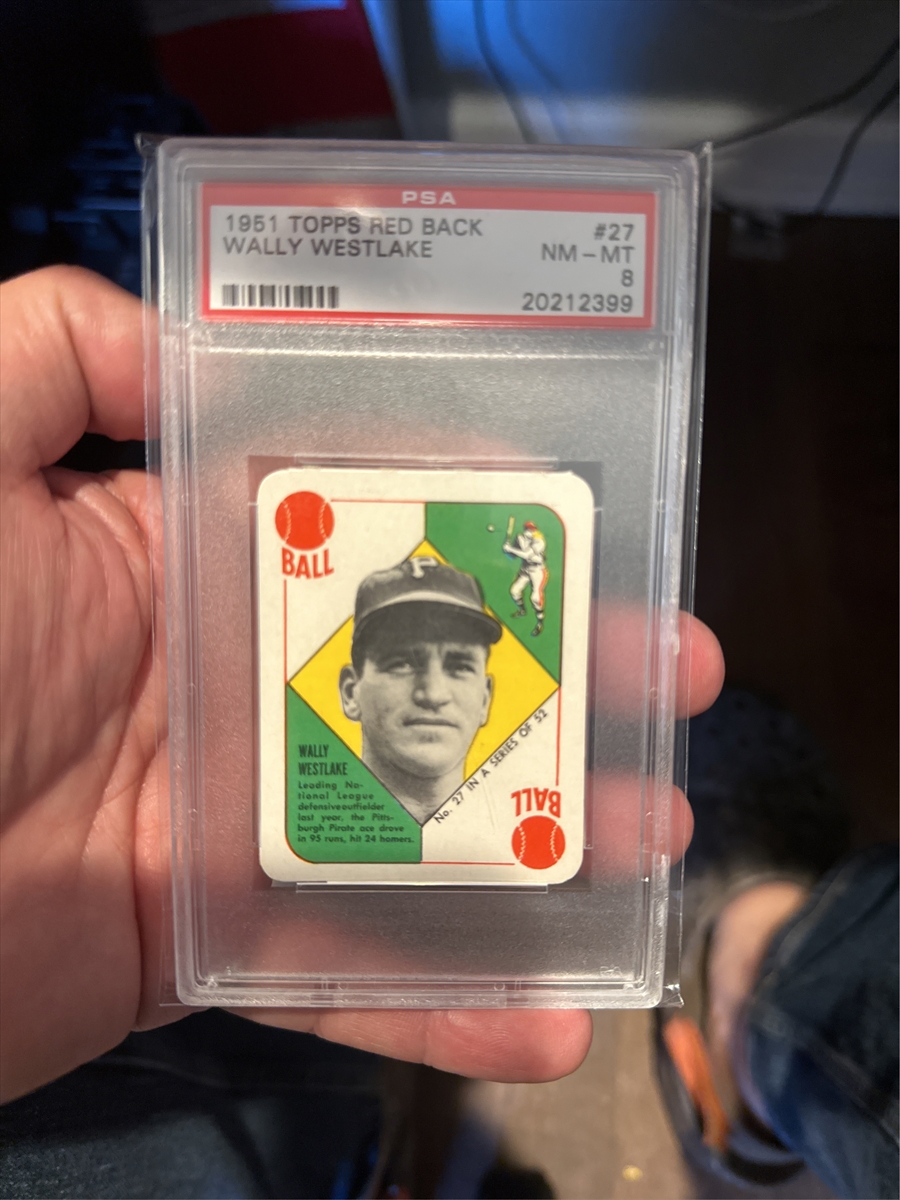 PSA
1951 TOPPS RED BACK #27
WALLY WESTLAKE NM - MT
8
20212399
BALL
P
WALLY
WESTLAKE
Leading Na-
tional League
defensiveoutfielder
last year, the Pitts-
burgh Pirate ace drove
in 95 runs, hit 24 homers.
No. 27 IN A SERIES OF 52
BALL